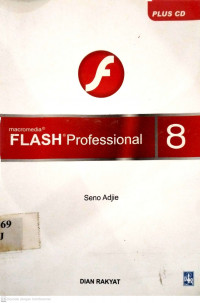 PLUS CD
macromedia®
FLASH® Professional 8
Seno Adjie
69
J
DIAN RAKYAT